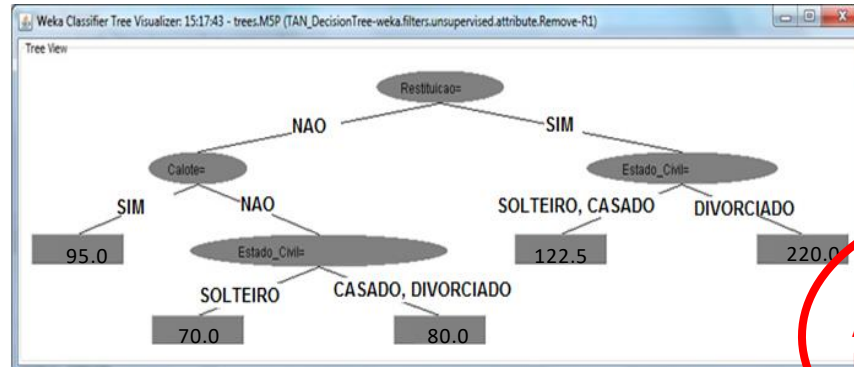 Weka Classifier Tree Visualizer: 15:17:43 - trees.M5P (TAN_DecisionTree-weka.filters.unsupervised.attribute.Remove-R1)
Tree View
Restituicao=
NAO
SIM
Calote=
Estado_Civil=
SIM
NAO
SOLTEIRO, CASADO
DIVORCIADO
95.0
Estado_Civil=
122.5
220.0
SOLTEIRO
CASADO, DIVORCIADO
70.0
80.0